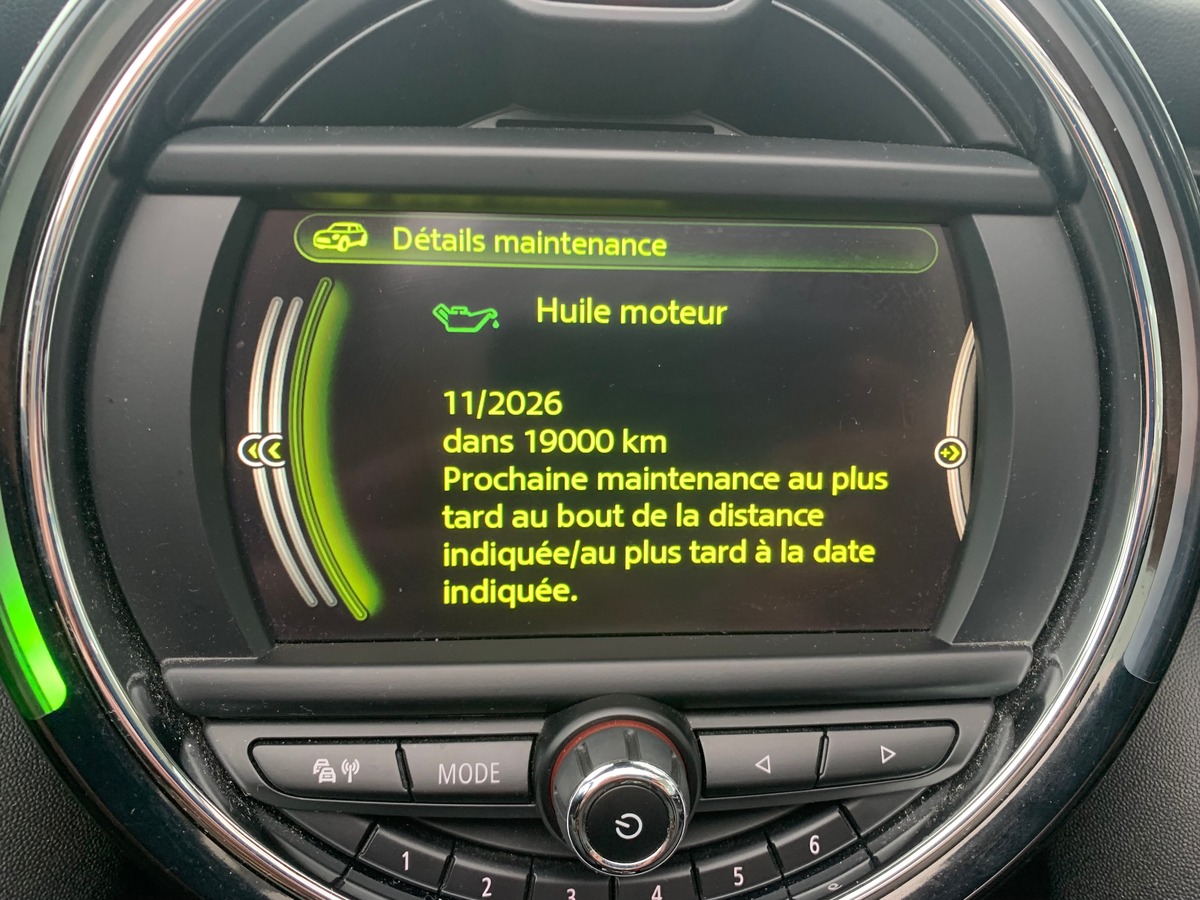 Détails maintenance
Huile moteur
11/2026
dans 19000 km
Prochaine maintenance au plus
tard au bout de la distance
indiquée/au plus tard à la date
indiquée.
MODE
1
2
3
4
5
6